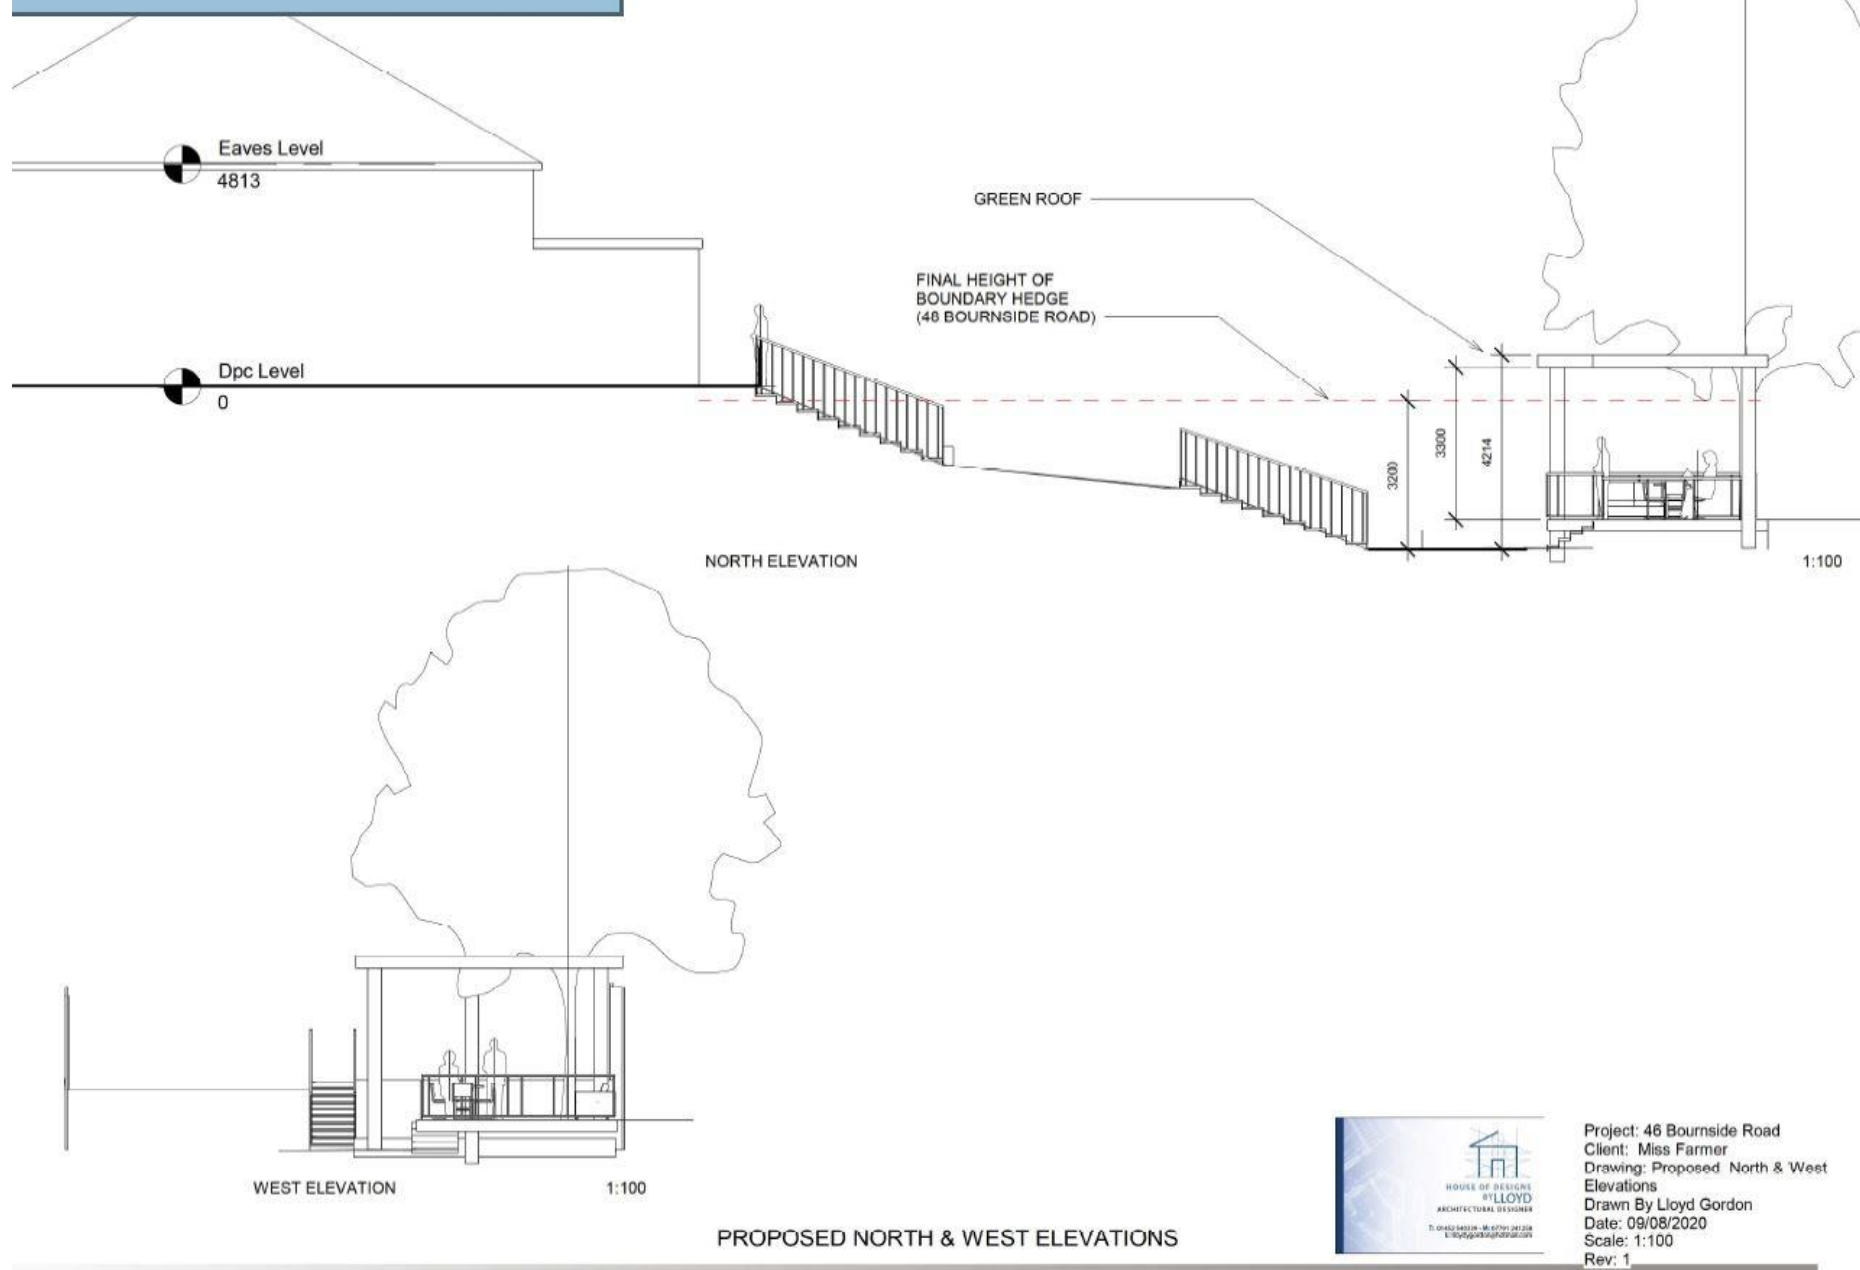 Eaves Level
4813
GREEN ROOF
FINAL HEIGHT OF
BOUNDARY HEDGE
(48 BOURNSIDE ROAD)
Dpc Level
0
3200
3300
4214
NORTH ELEVATION
1:100
WEST ELEVATION
1:100
PROPOSED NORTH & WEST ELEVATIONS
HOUSE OF DESIGNS
BY LLOYD
ARCHITECTURAL DESIGNER
Project: 46 Bournside Road
Client: Miss Farmer
Drawing: Proposed North & West
Elevations
Drawn By Lloyd Gordon
Date: 09/08/2020
Scale: 1:100
Rev: 1